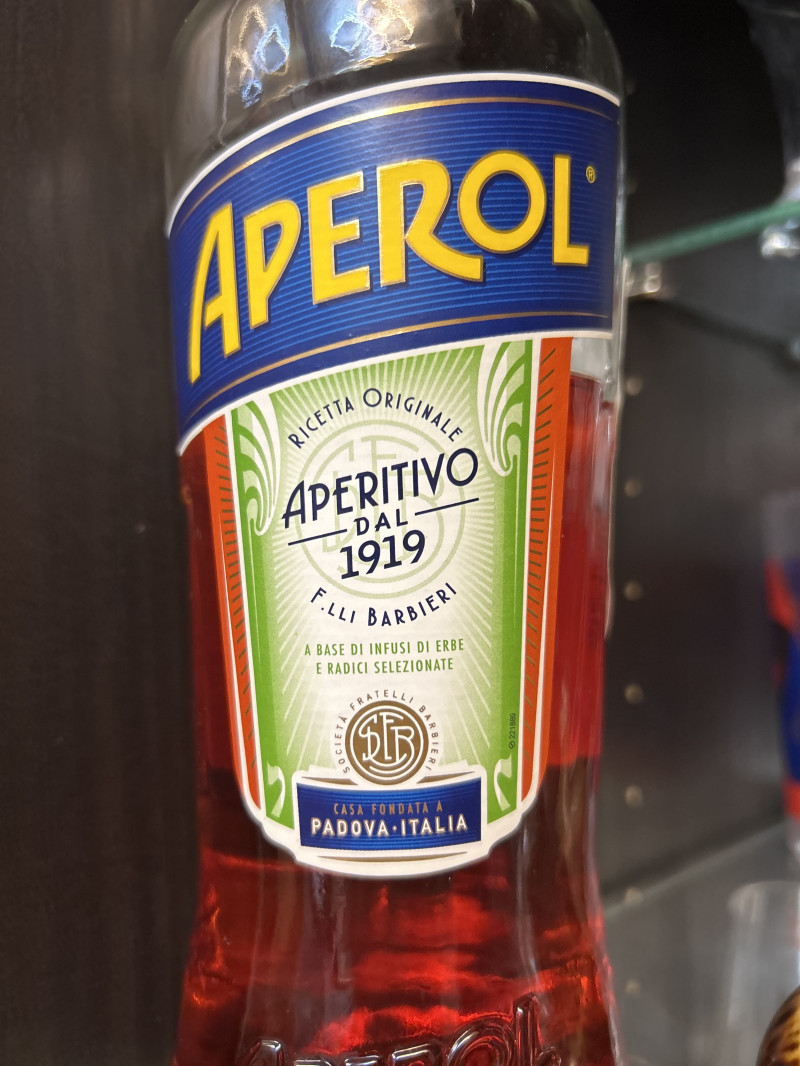 APEROL®
RICETTA ORIGINALE
APERITIVO
DAL
1919
F.LLI BARBIERI
A BASE DI INFUSI DI ERBE
E RADICI SELEZIONATE
SOCIETÀ FRATELLI BARBIERI
SFB
CASA FONDATA A
PADOVA·ITALIA
APEROL